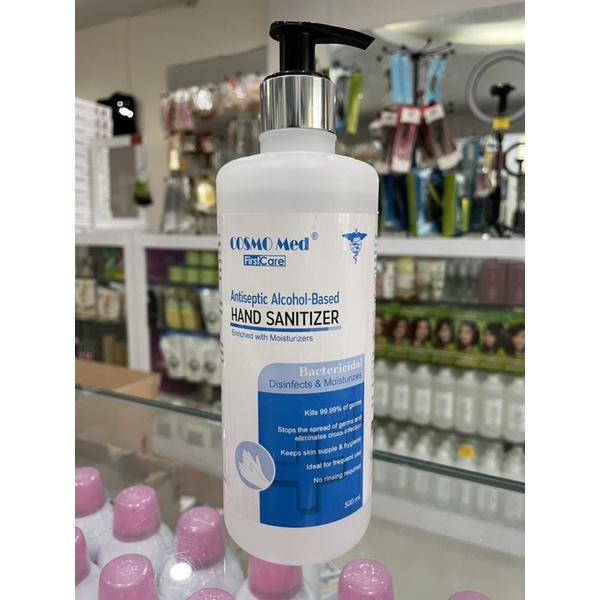 COSMO Med®
FirstCare
Antiseptic Alcohol-Based
HAND SANITIZER
Enriched with Moisturizers
Bactericidal
Disinfects & Moisturizes
Kills 99.99% of germs
Stops the spread of germs and
eliminates cross-infection
Keeps skin supple & hygienic
Ideal for frequent use
No rinsing required
500 mL